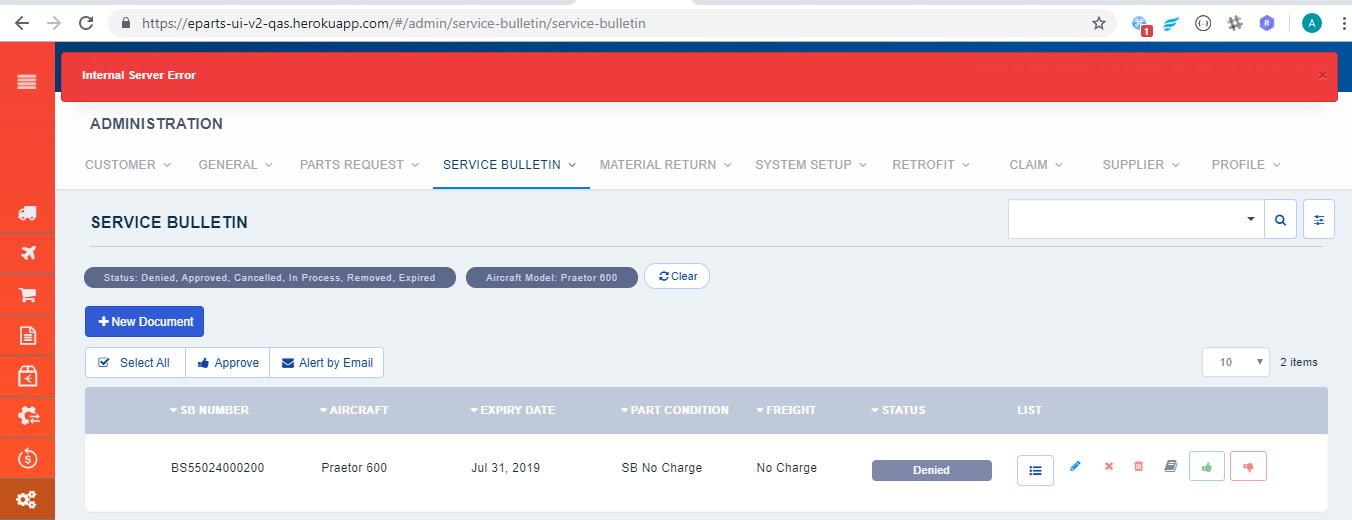 https://eparts-ui-v2-qas.herokuapp.com/#/admin/service-bulletin/service-bulletin
1
A
Internal Server Error
×
ADMINISTRATION
CUSTOMER GENERAL PARTS REQUEST SERVICE BULLETIN MATERIAL RETURN SYSTEM SETUP RETROFIT CLAIM SUPPLIER PROFILE
SERVICE BULLETIN
Status: Denied, Approved, Cancelled, In Process, Removed, Expired Aircraft Model: Praetor 600 Clear
New Document
Select All Approve Alert by Email 10 2 items
SB NUMBER AIRCRAFT EXPIRY DATE PART CONDITION FREIGHT STATUS LIST
BS55024000200 Praetor 600 Jul 31, 2019 SB No Charge No Charge Denied